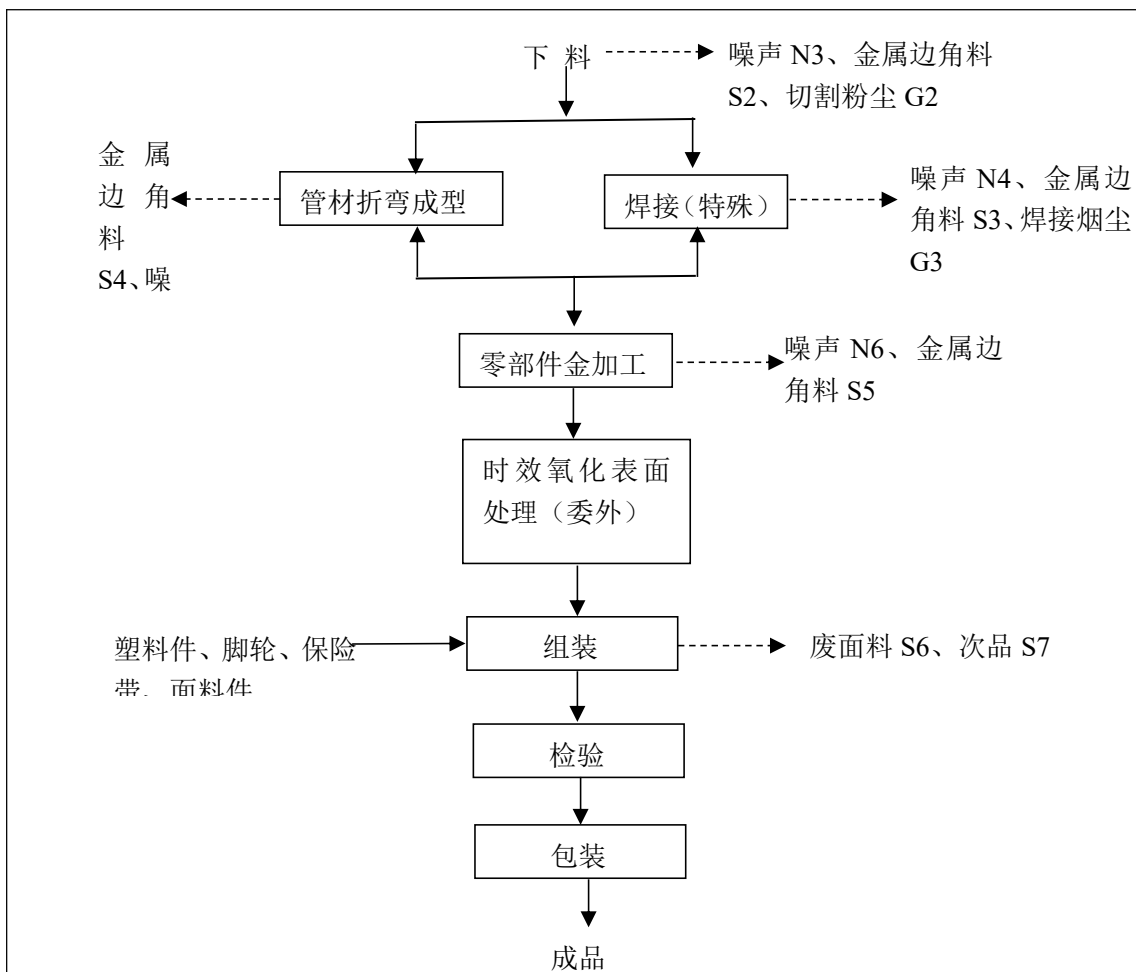 下 料
噪声 N3、金属边角料
S2、切割粉尘 G2
金 属
边 角
料
S4、噪
管材折弯成型
焊接（特殊）
噪声 N4、金属边
角料 S3、焊接烟尘
G3
零部件金加工
噪声 N6、金属边
角料 S5
时效氧化表面
处理（委外）
塑料件、脚轮、保险
带、面料件
组装
废面料 S6、次品 S7
检验
包装
成品